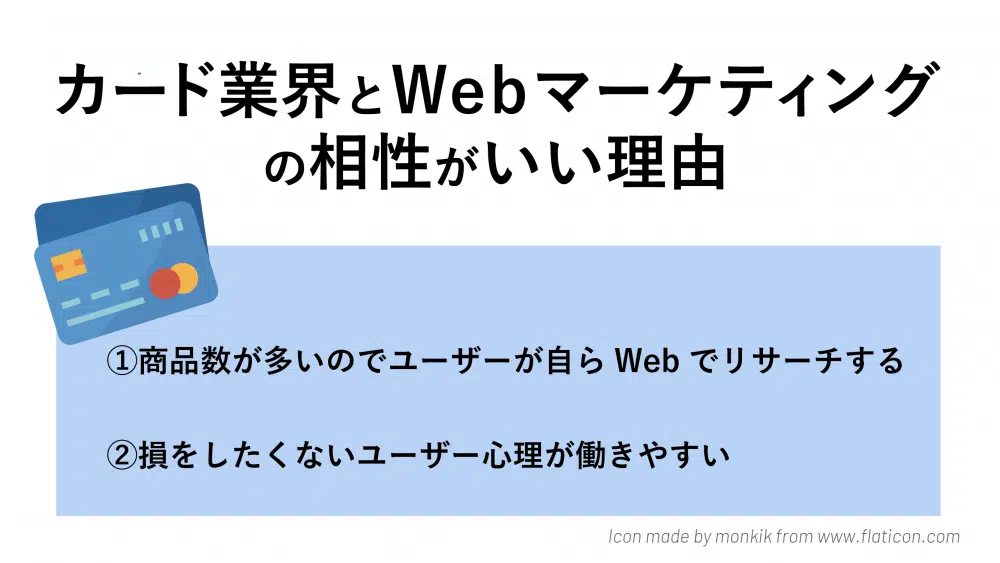 カード業界とWebマーケティング
の相性がいい理由
①商品数が多いのでユーザーが自らWebでリサーチする
②損をしたくないユーザー心理が働きやすい
Icon made by monkik from www.flaticon.com